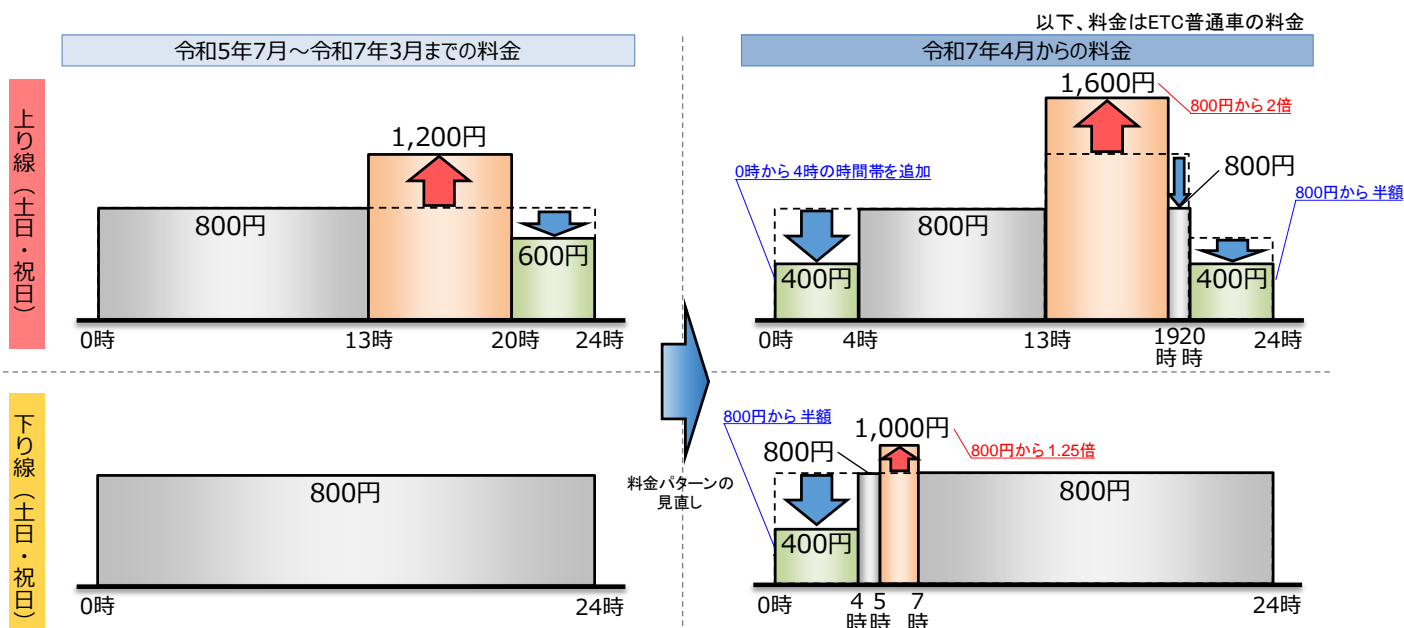 以下、料金はETC普通車の料金
令和5年7月～令和7年3月までの料金
令和7年4月からの料金
上り線（土日・祝日）
1,200円
800円
600円
0時
13時
20時
24時
1,600円
800円から2倍
0時から4時の時間帯を追加
800円
800円から 半額
800円
400円
400円
0時
4時
13時
19時
20時
24時
料金パターンの
見直し
下り線（土日・祝日）
800円
0時
24時
800円から 半額
1,000円
800円から1.25倍
800円
800円
400円
0時
4時
5時
7時
24時